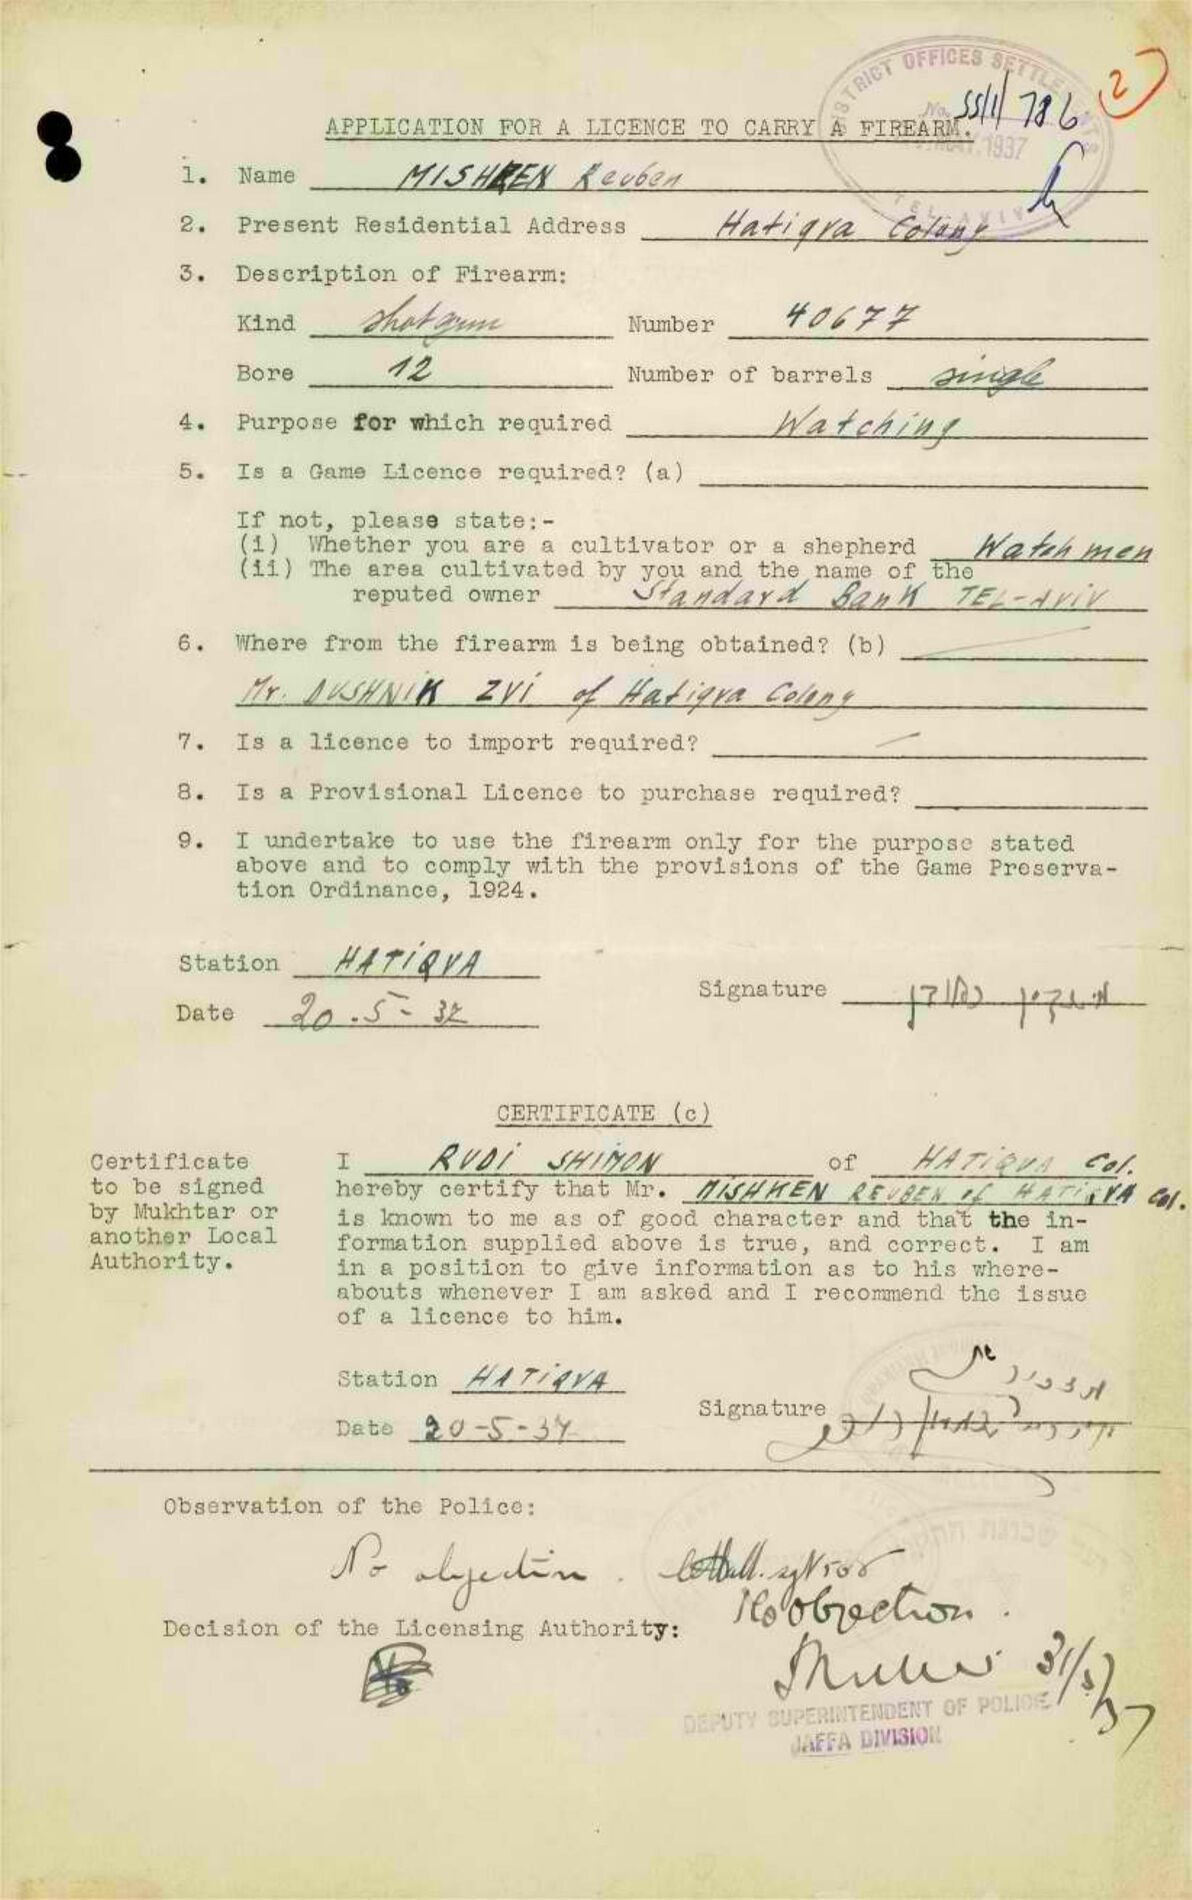 DISTRICT OFFICES SETTLEMENTS
No. SS/1/786
2
MAY.1937
TEL AVIV
APPLICATION FOR A LICENCE TO CARRY A FIREARM.
1. Name MISHKEN Reuben
2. Present Residential Address Hatiqva Colony
3. Description of Firearm:
Kind shotgun Number 40677
Bore 12 Number of barrels single
4. Purpose for which required Watching
5. Is a Game Licence required? (a)
If not, please state:-
(i) Whether you are a cultivator or a shepherd Watch men
(ii) The area cultivated by you and the name of the
reputed owner Standard Bank TEL-AVIV
6. Where from the firearm is being obtained? (b)
Mr. DUSHNIK ZVI of Hatiqva Colony
7. Is a licence to import required? —
8. Is a Provisional Licence to purchase required?
9. I undertake to use the firearm only for the purpose stated
above and to comply with the provisions of the Game Preserva-
tion Ordinance, 1924.
Station HATIQVA
Signature
Date 20.5-37
CERTIFICATE (c)
Certificate
to be signed
by Mukhtar or
another Local
Authority.
I RUDI SHIMON of HATIQVA Col.
hereby certify that Mr. MISHKEN REUBEN of HATIQVA Col.
is known to me as of good character and that the in-
formation supplied above is true, and correct. I am
in a position to give information as to his where-
abouts whenever I am asked and I recommend the issue
of a licence to him.
Station HATIQVA
Signature
Date 20-5-37
Observation of the Police:
No objection.
No objection.
Decision of the Licensing Authority:
31/5/37
DEPUTY SUPERINTENDENT OF POLICE
JAFFA DIVISION